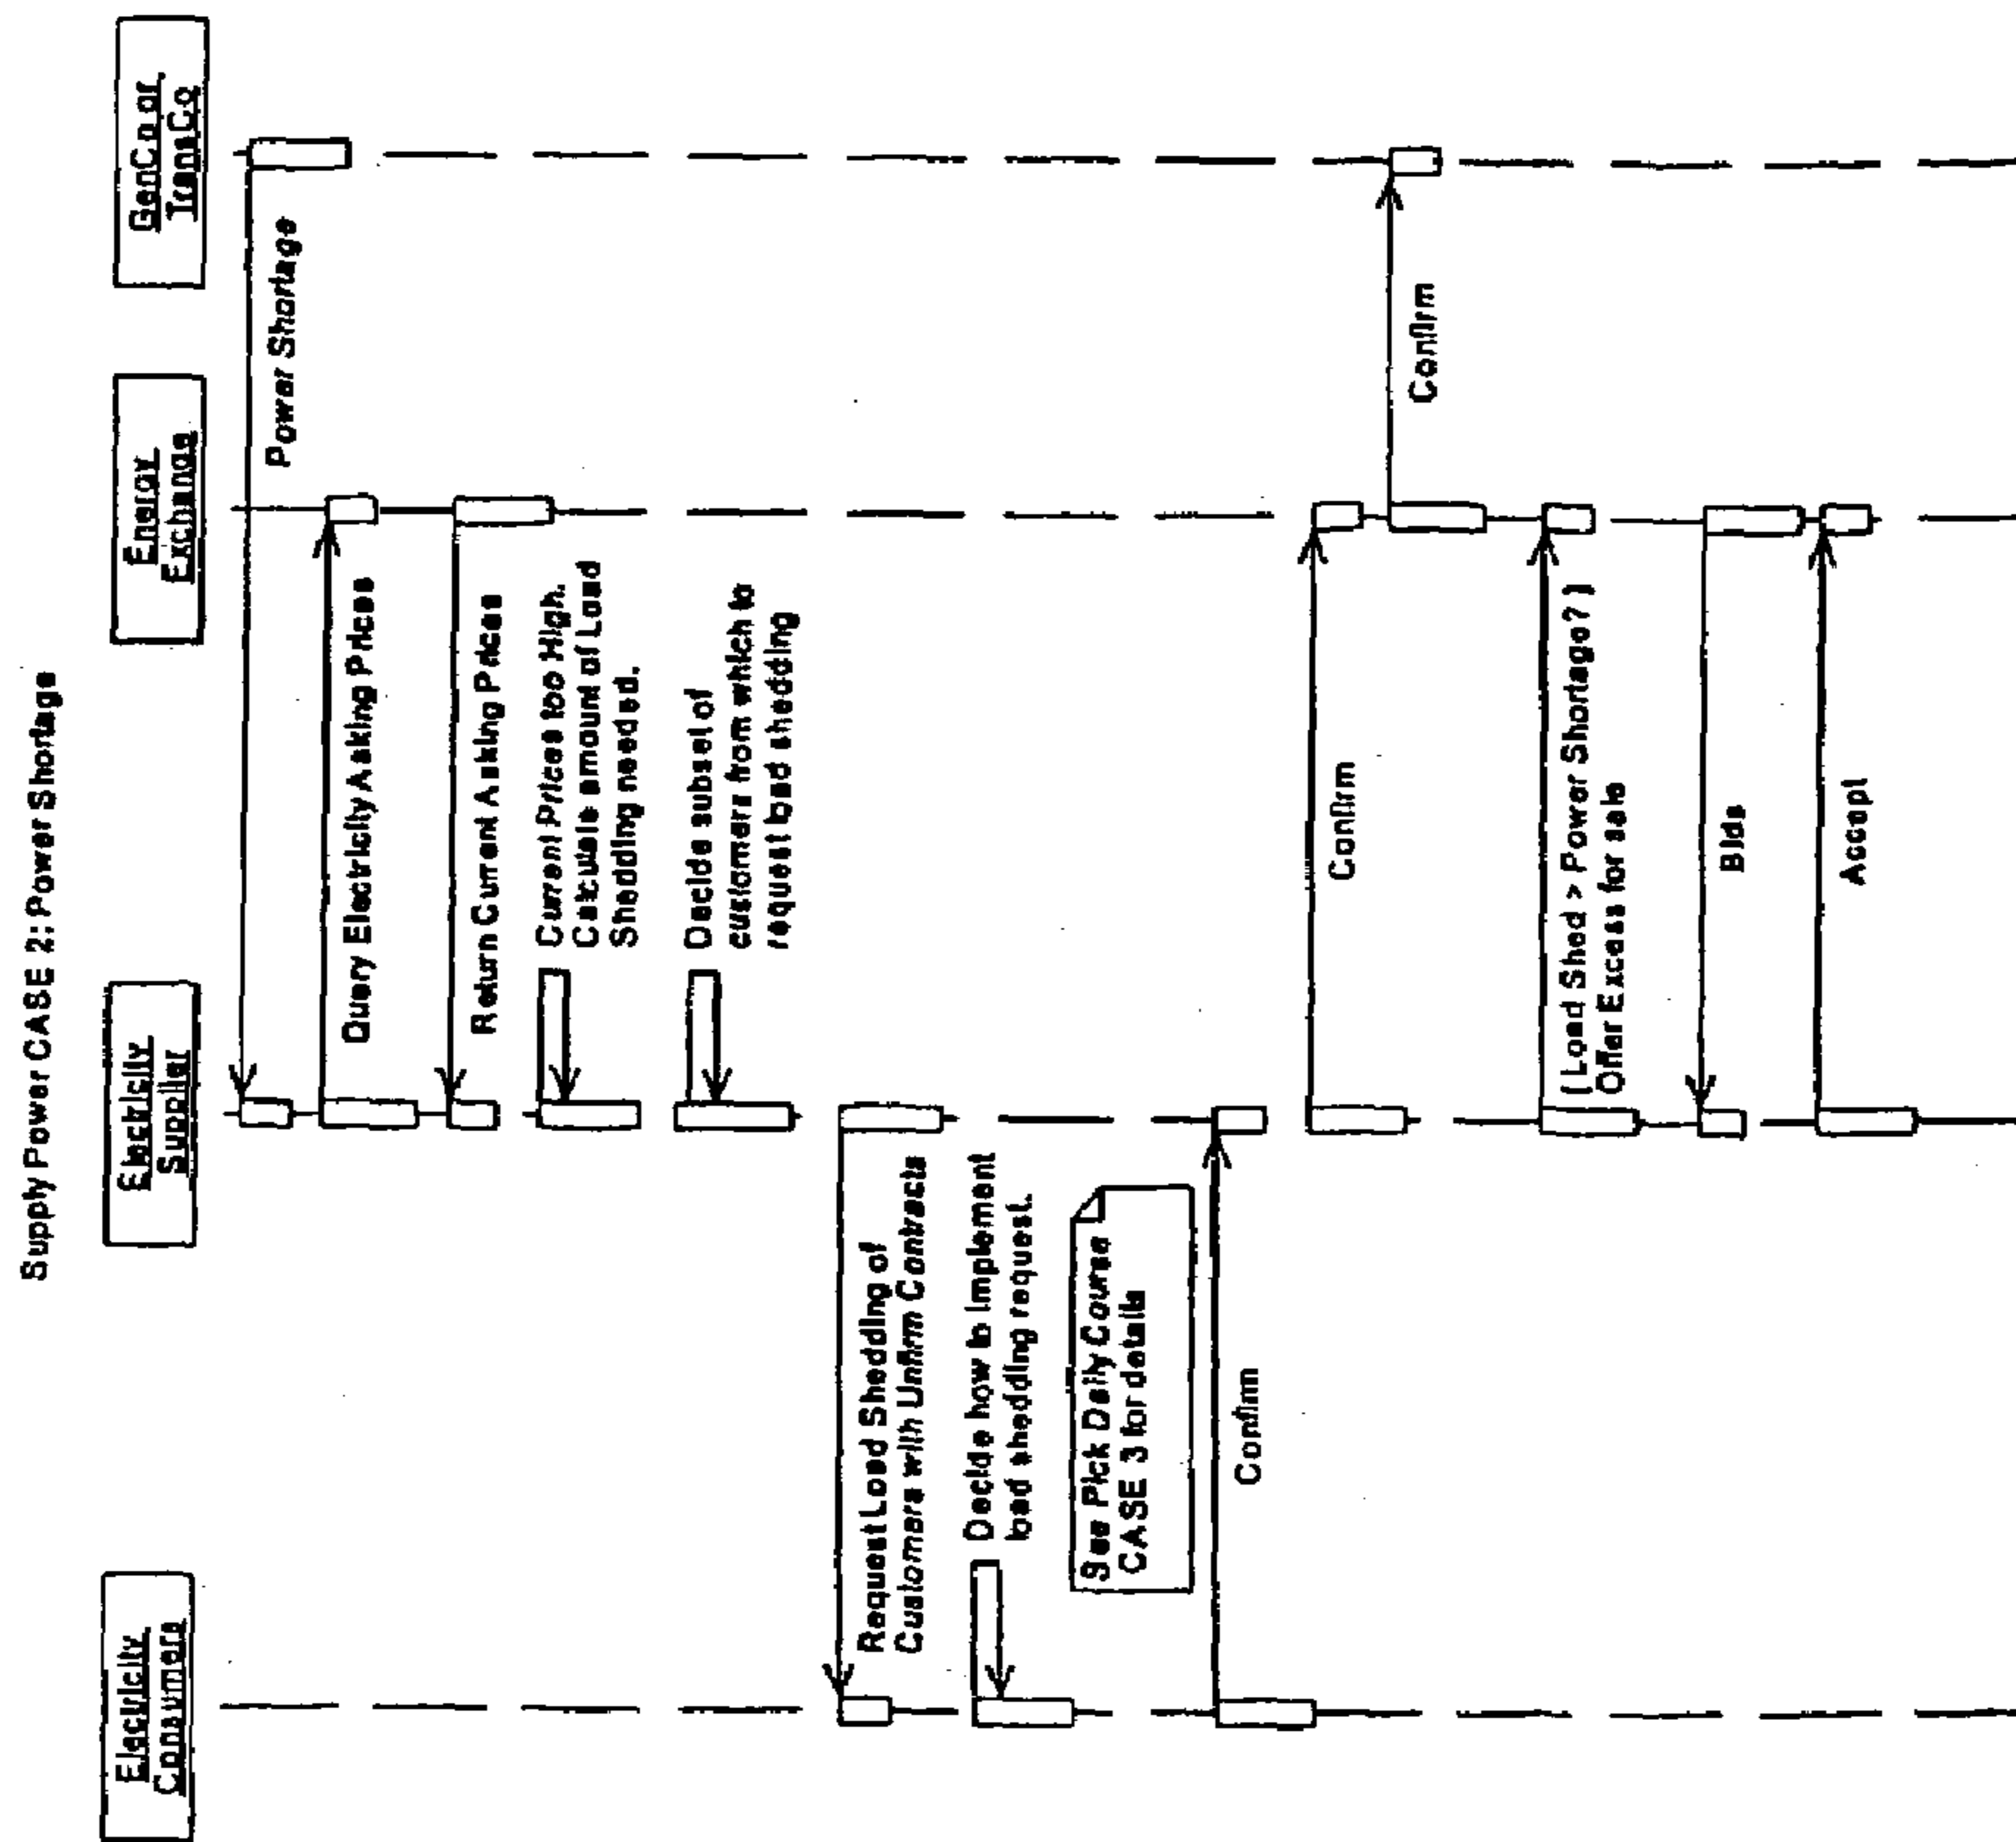 Supply Power CASE 2: Power Shortage
Electricity
Consumers
Electricity
Supplier
Energy
Exchange
GenCo or
TransCo
Power Shortage
Query Electricity Asking Prices
Return Current Asking Prices
Current Prices too High.
Calculate amount of Load
Shedding needed.
Decide subset of
customers from which to
request load shedding
Request Load Shedding of
Customers with Unfirm Contracts
Decide how to implement
load shedding request.
See Pick Daily Course
CASE 3 for details
Confirm
Confirm
Confirm
[Load Shed > Power Shortage? ]
Offer Excess for sale
Bids
Accept